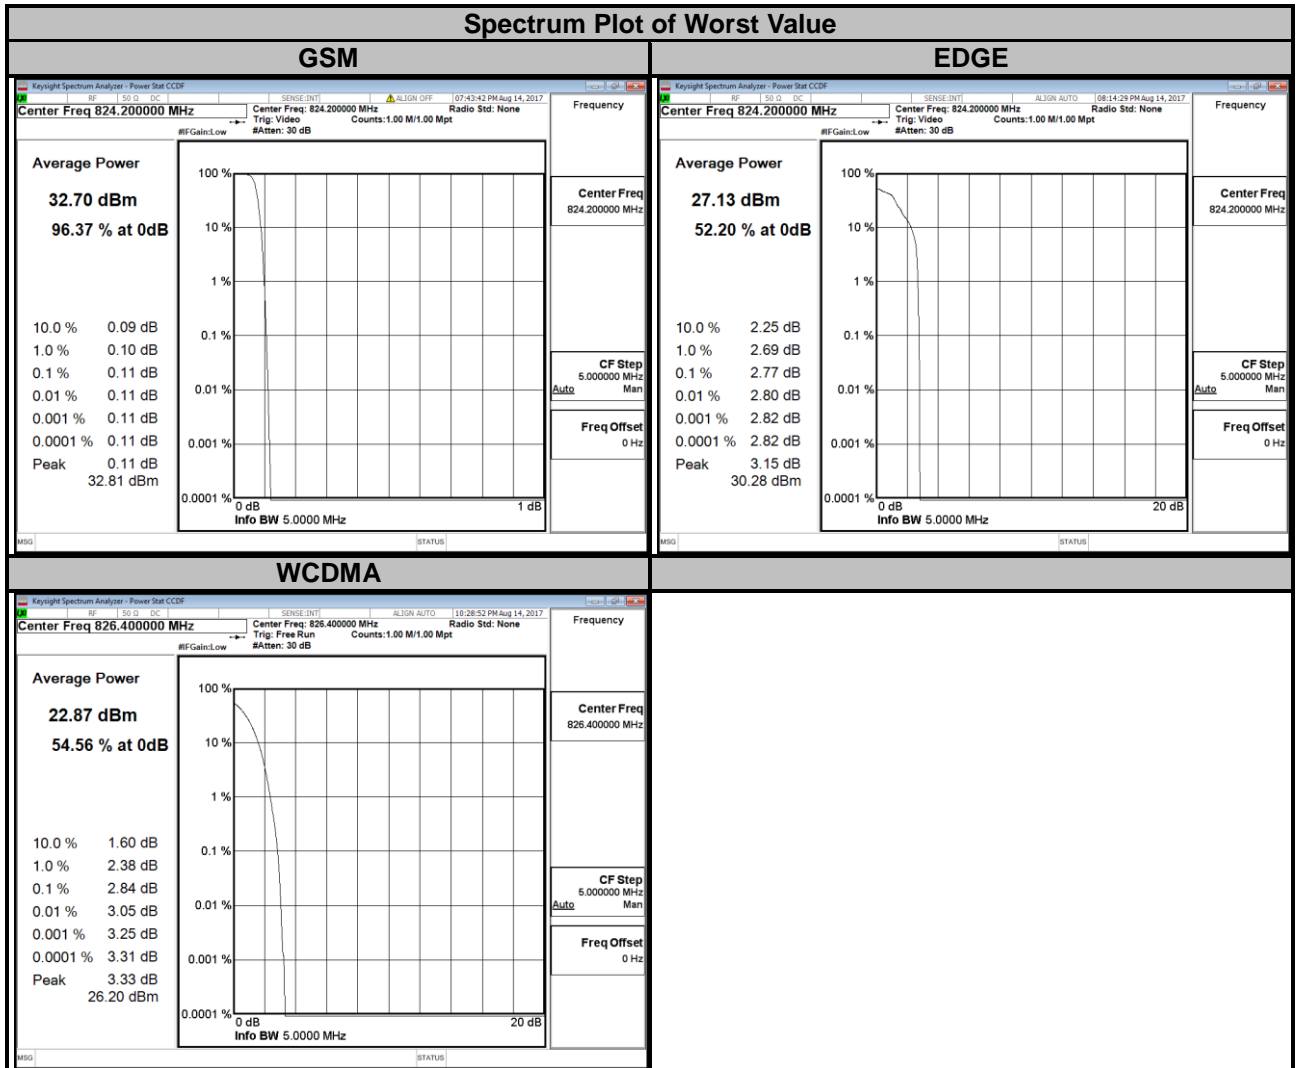 Spectrum Plot of Worst Value
GSM
Keysight Spectrum Analyzer - Power Stat CCDF
RF 50 Ω DC SENSE:INT ALIGN OFF 07:43:42 PM Aug 14, 2017
Center Freq 824.200000 MHz
Center Freq: 824.200000 MHz Radio Std: None
Trig: Video Counts:1.00 M/1.00 Mpt
#IFGain:Low #Atten: 30 dB
Frequency
Average Power
32.70 dBm
96.37 % at 0dB
10.0 % 0.09 dB
1.0 % 0.10 dB
0.1 % 0.11 dB
0.01 % 0.11 dB
0.001 % 0.11 dB
0.0001 % 0.11 dB
Peak 0.11 dB
32.81 dBm
100 %
10 %
1 %
0.1 %
0.01 %
0.001 %
0.0001 %
0 dB 1 dB
Info BW 5.0000 MHz
Center Freq
824.200000 MHz
CF Step
5.000000 MHz
Auto Man
Freq Offset
0 Hz
MSG STATUS
EDGE
Keysight Spectrum Analyzer - Power Stat CCDF
RF 50 Ω DC SENSE:INT ALIGN AUTO 08:14:29 PM Aug 14, 2017
Center Freq 824.200000 MHz
Center Freq: 824.200000 MHz Radio Std: None
Trig: Video Counts:1.00 M/1.00 Mpt
#IFGain:Low #Atten: 30 dB
Frequency
Average Power
27.13 dBm
52.20 % at 0dB
10.0 % 2.25 dB
1.0 % 2.69 dB
0.1 % 2.77 dB
0.01 % 2.80 dB
0.001 % 2.82 dB
0.0001 % 2.82 dB
Peak 3.15 dB
30.28 dBm
100 %
10 %
1 %
0.1 %
0.01 %
0.001 %
0.0001 %
0 dB 20 dB
Info BW 5.0000 MHz
Center Freq
824.200000 MHz
CF Step
5.000000 MHz
Auto Man
Freq Offset
0 Hz
MSG STATUS
WCDMA
Keysight Spectrum Analyzer - Power Stat CCDF
RF 50 Ω DC SENSE:INT ALIGN AUTO 10:28:52 PM Aug 14, 2017
Center Freq 826.400000 MHz
Center Freq: 826.400000 MHz Radio Std: None
Trig: Free Run Counts:1.00 M/1.00 Mpt
#IFGain:Low #Atten: 30 dB
Frequency
Average Power
22.87 dBm
54.56 % at 0dB
10.0 % 1.60 dB
1.0 % 2.38 dB
0.1 % 2.84 dB
0.01 % 3.05 dB
0.001 % 3.25 dB
0.0001 % 3.31 dB
Peak 3.33 dB
26.20 dBm
100 %
10 %
1 %
0.1 %
0.01 %
0.001 %
0.0001 %
0 dB 20 dB
Info BW 5.0000 MHz
Center Freq
826.400000 MHz
CF Step
5.000000 MHz
Auto Man
Freq Offset
0 Hz
MSG STATUS